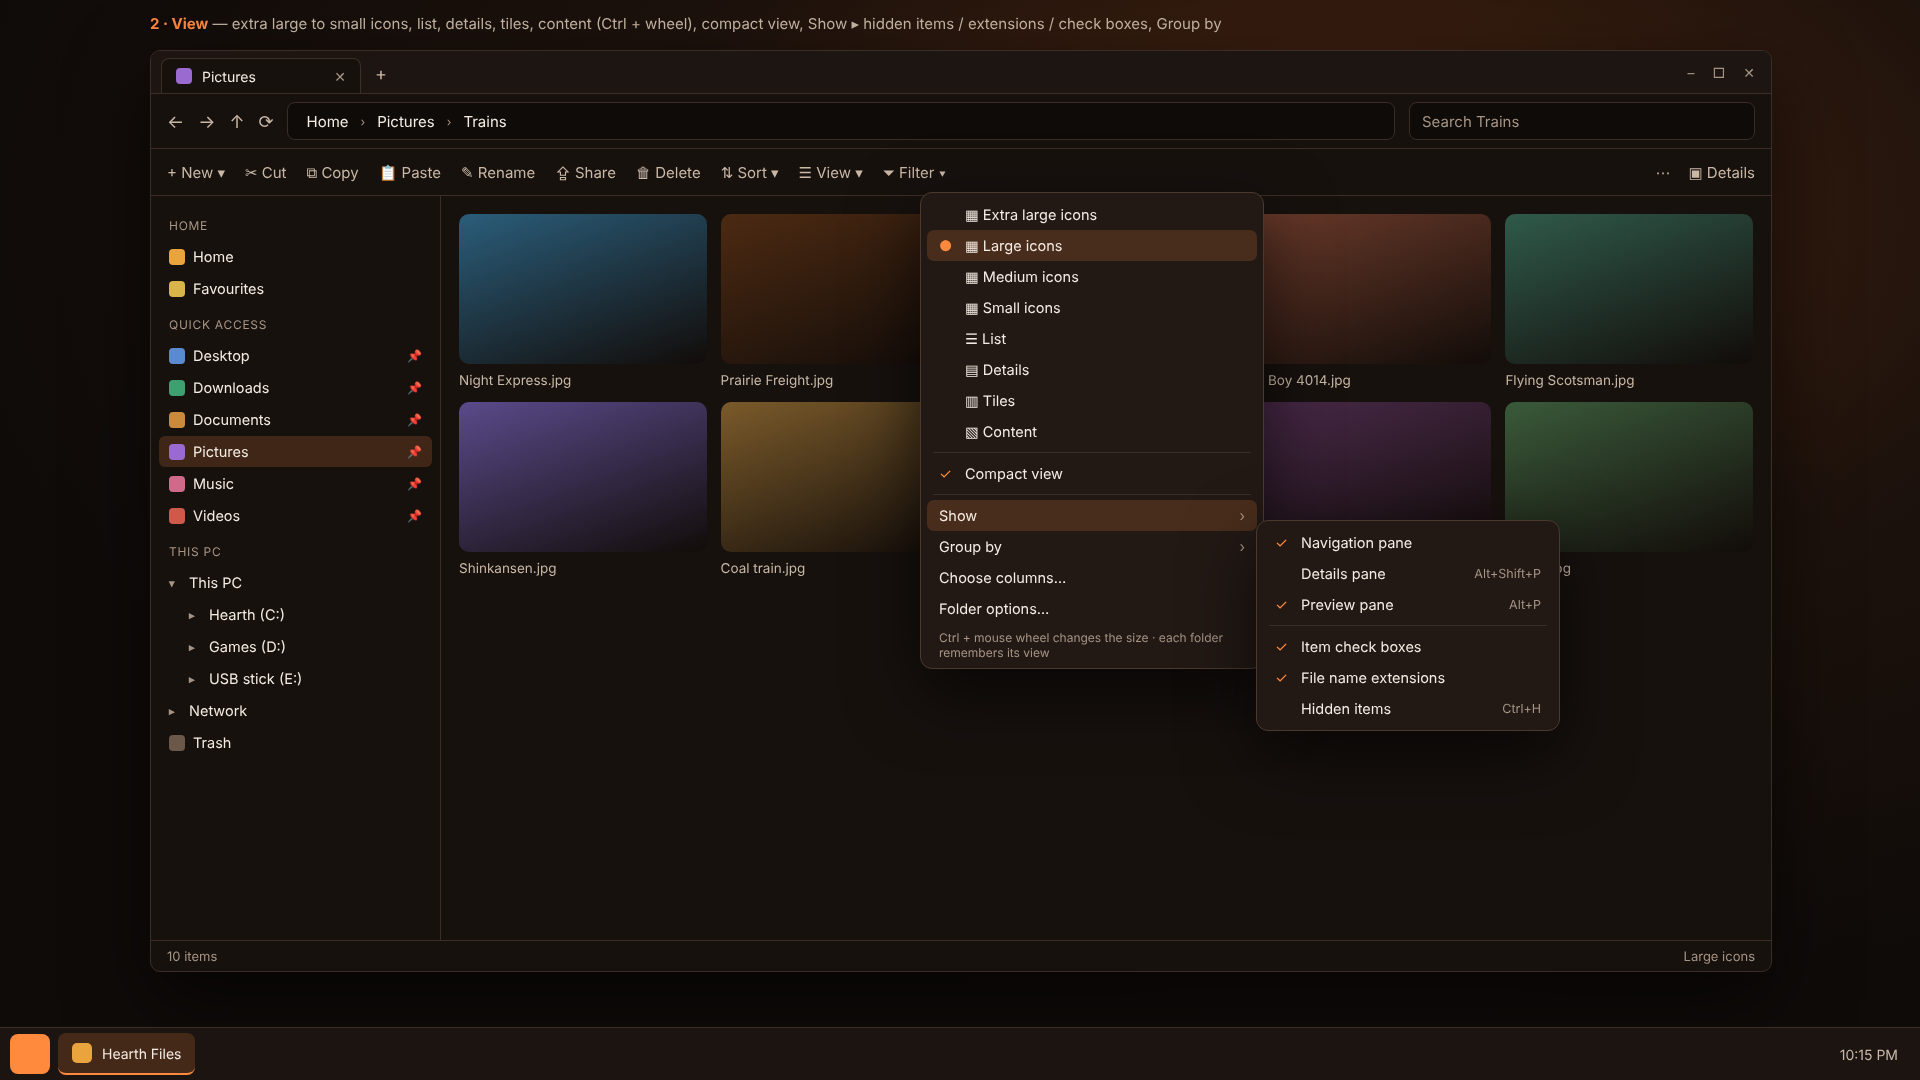 2 · View — extra large to small icons, list, details, tiles, content (Ctrl + wheel), compact view, Show ▸ hidden items / extensions / check boxes, Group by
Pictures
Home › Pictures › Trains
Search Trains
+ New ▾ Cut Copy Paste Rename Share Delete Sort ▾ View ▾ Filter ▾ ⋯ Details
HOME
Home
Favourites
QUICK ACCESS
Desktop
Downloads
Documents
Pictures
Music
Videos
THIS PC
This PC
Hearth (C:)
Games (D:)
USB stick (E:)
Network
Trash
Night Express.jpg
Prairie Freight.jpg
Boy 4014.jpg
Flying Scotsman.jpg
Shinkansen.jpg
Coal train.jpg
Extra large icons
Large icons
Medium icons
Small icons
List
Details
Tiles
Content
Compact view
Show ›
Group by ›
Choose columns...
Folder options...
Ctrl + mouse wheel changes the size · each folder
remembers its view
Navigation pane
Details pane Alt+Shift+P
Preview pane Alt+P
Item check boxes
File name extensions
Hidden items Ctrl+H
10 items
Large icons
Hearth Files
10:15 PM